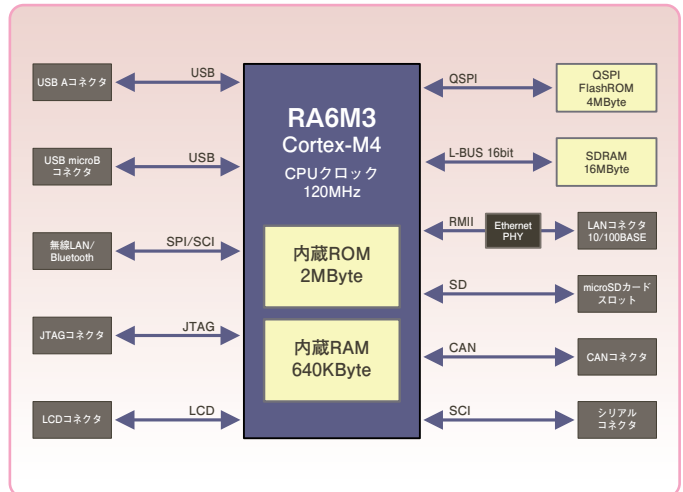 USB Aコネクタ
USB
USB microB
コネクタ
USB
無線LAN/
Bluetooth
SPI/SCI
JTAGコネクタ
JTAG
LCDコネクタ
LCD
RA6M3
Cortex-M4
CPUクロック
120MHz
内蔵ROM
2MByte
内蔵RAM
640KByte
QSPI
QSPI
FlashROM
4MByte
L-BUS 16bit
SDRAM
16MByte
RMII
Ethernet
PHY
LANコネクタ
10/100BASE
SD
microSDカード
スロット
CAN
CANコネクタ
SCI
シリアル
コネクタ